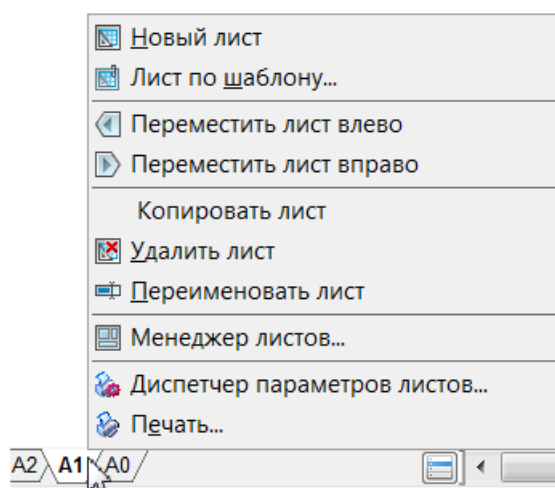 Новый лист
Лист по шаблону...
Переместить лист влево
Переместить лист вправо
Копировать лист
Удалить лист
Переименовать лист
Менеджер листов...
Диспетчер параметров листов...
Печать...
A2 A1 A0